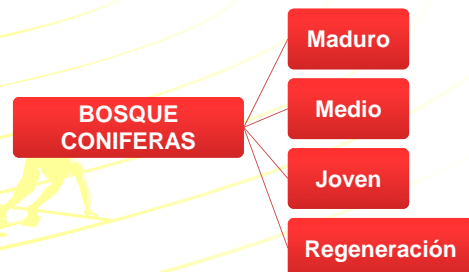 BOSQUE
CONIFERAS
Maduro
Medio
Joven
Regeneración